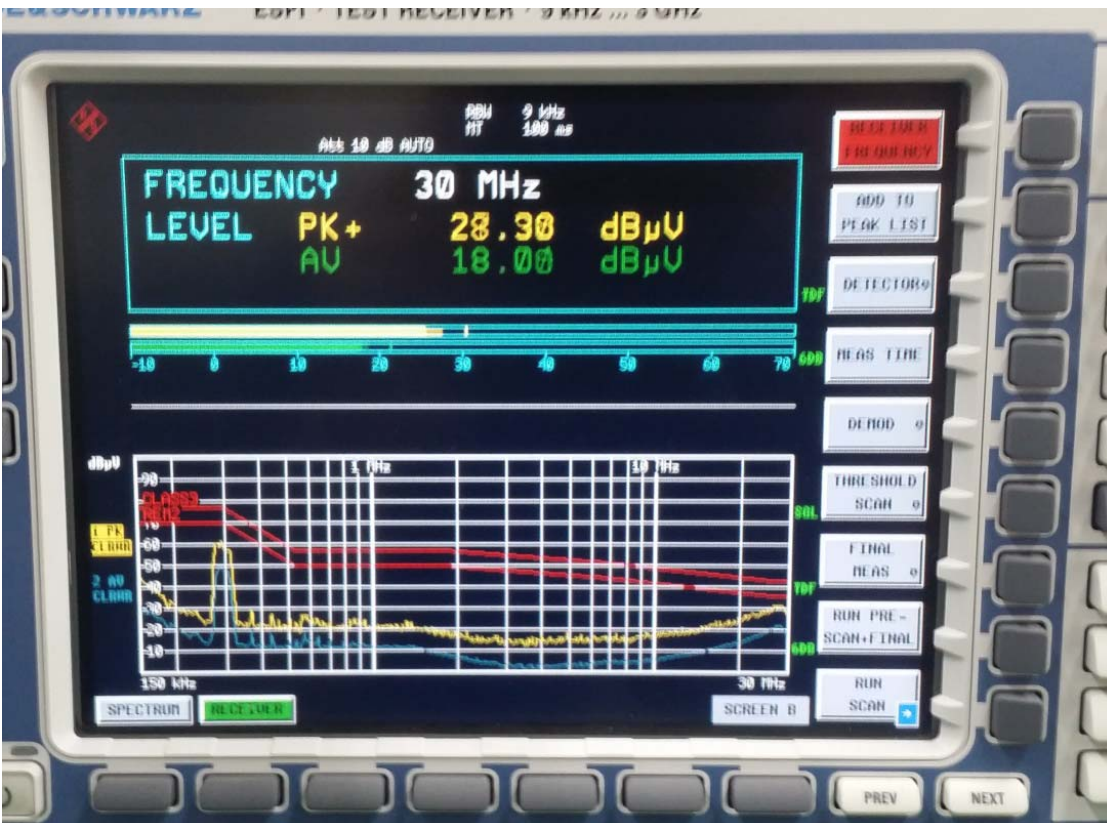 E&SCHWARZ ESPI · TEST RECEIVER · 9 kHz ... 3 GHz
RBW 9 kHz
MT 100 ms
Att 10 dB AUTO
FREQUENCY 30 MHz
LEVEL PK+ 28.30 dBµV
AV 18.00 dBµV
TDF
-10 0 10 20 30 40 50 60 70 6DB
dBµV
1 MHz 10 MHz
90
CLASS3
70
SGL
1 PK
CLRWR
60
50
2 AV
CLRWR
40
TDF
30
20
10
6DB
150 kHz 30 MHz
SPECTRUM RECEIVER SCREEN B
RECEIVER
FREQUENCY
ADD TO
PEAK LIST
DETECTOR
MEAS TIME
DEMOD
THRESHOLD
SCAN
FINAL
MEAS
RUN PRE-
SCAN+FINAL
RUN
SCAN
PREV NEXT